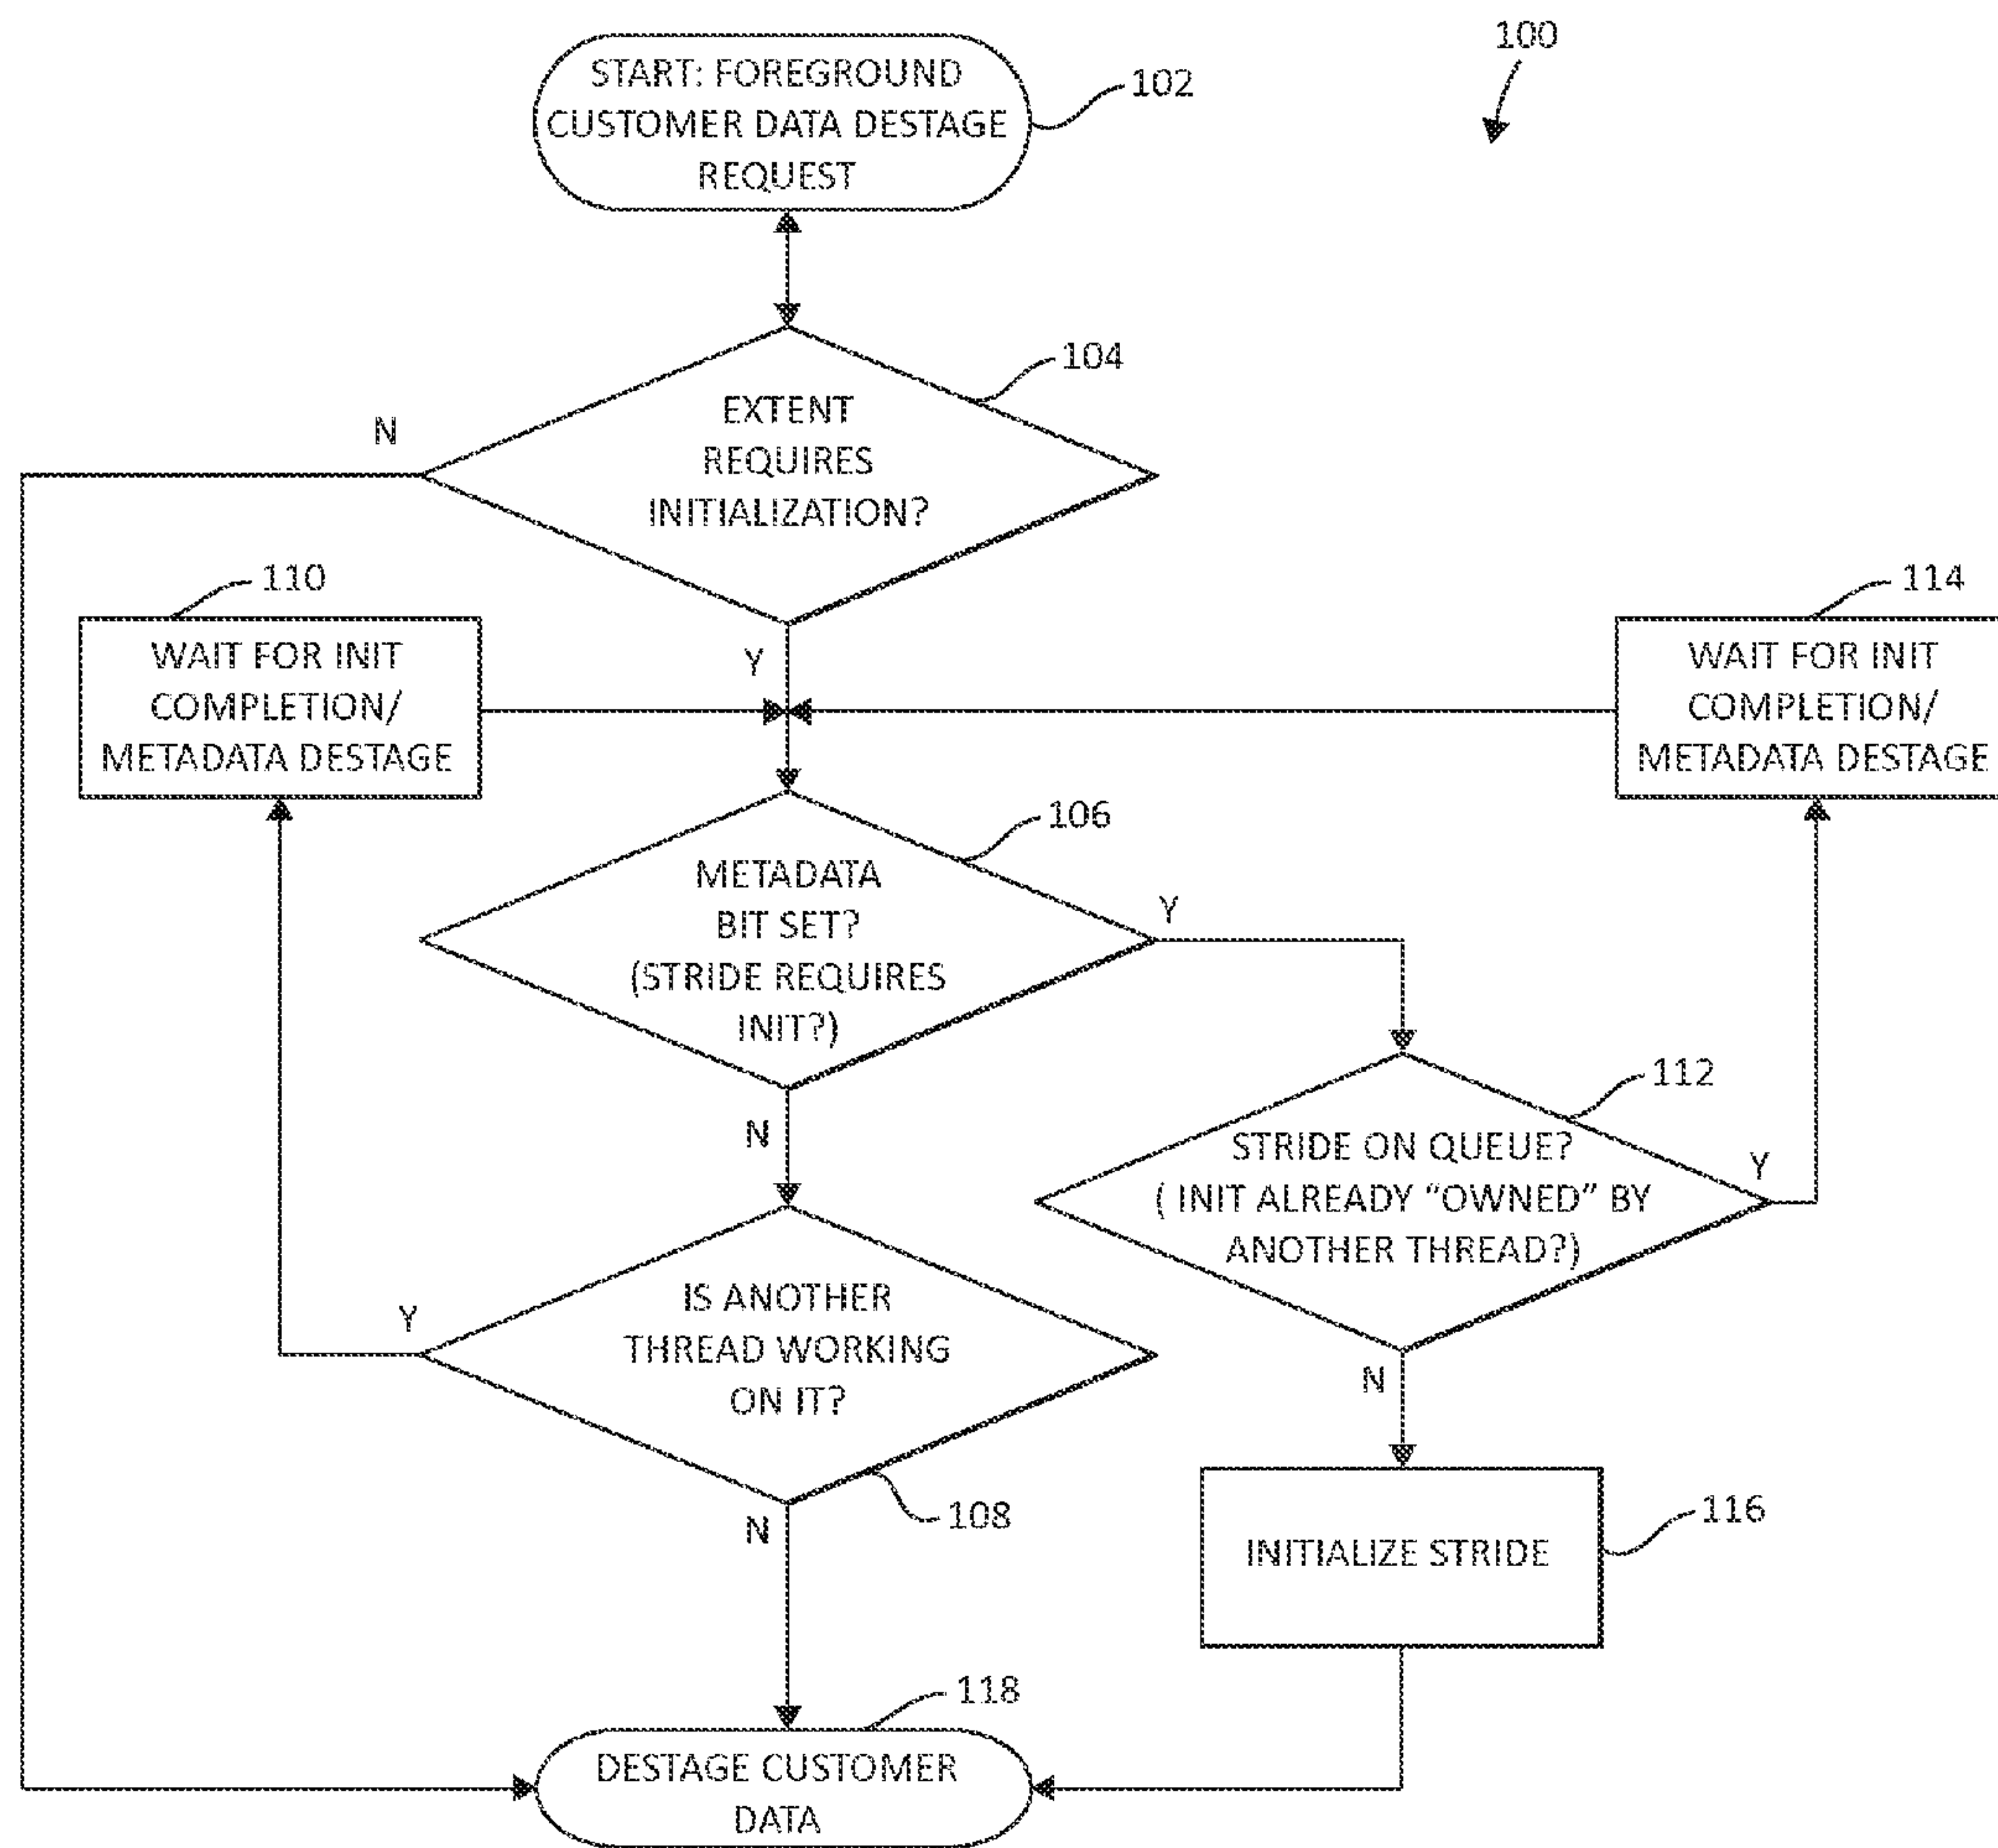 100
START: FOREGROUND
CUSTOMER DATA DESTAGE
REQUEST
102
104
EXTENT
REQUIRES
INITIALIZATION?
N
Y
110
WAIT FOR INIT
COMPLETION/
METADATA DESTAGE
114
WAIT FOR INIT
COMPLETION/
METADATA DESTAGE
106
METADATA
BIT SET?
(STRIDE REQUIRES
INIT?)
Y
N
112
STRIDE ON QUEUE?
( INIT ALREADY “OWNED” BY
ANOTHER THREAD?)
Y
N
IS ANOTHER
THREAD WORKING
ON IT?
Y
N
108
116
INITIALIZE STRIDE
118
DESTAGE CUSTOMER
DATA